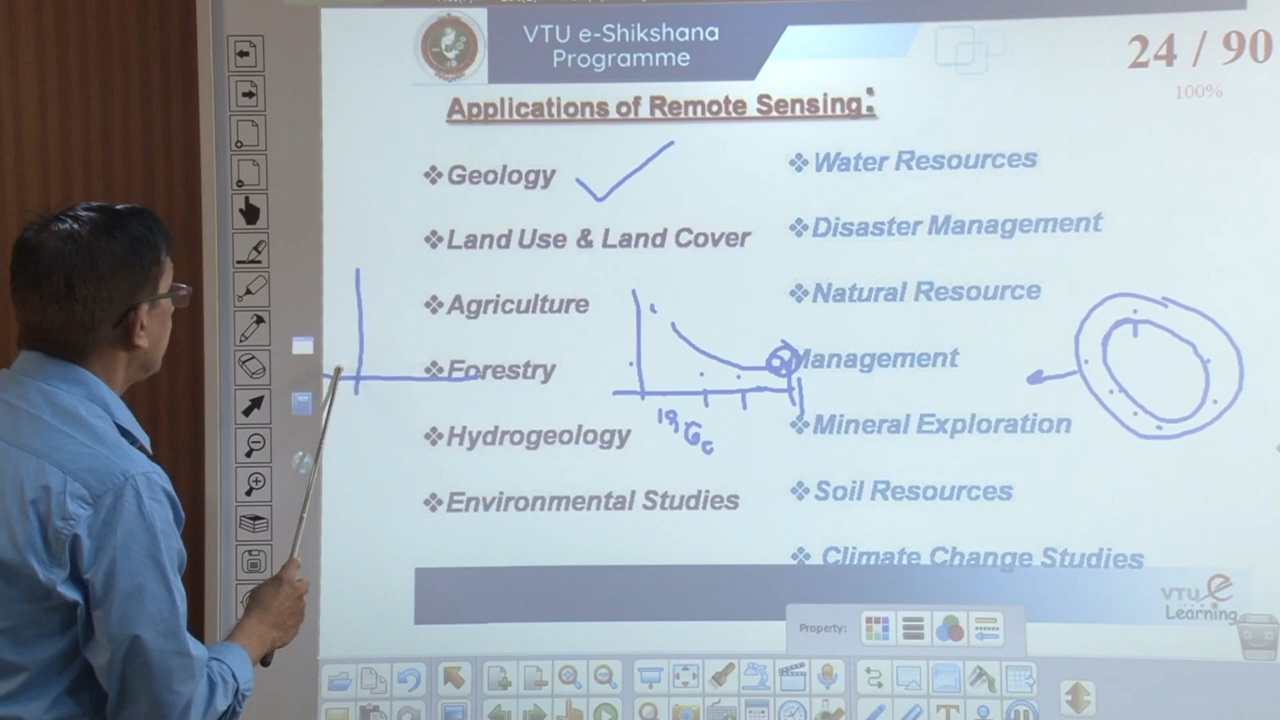 VTU e-Shikshana
Programme
24 / 90
100%
Applications of Remote Sensing:
❖Geology
❖Land Use & Land Cover
❖Agriculture
❖Forestry
❖Hydrogeology
❖Environmental Studies
❖Water Resources
❖Disaster Management
❖Natural Resource
Management
❖Mineral Exploration
❖Soil Resources
❖ Climate Change Studies
19
VTU e
Learning
Property: